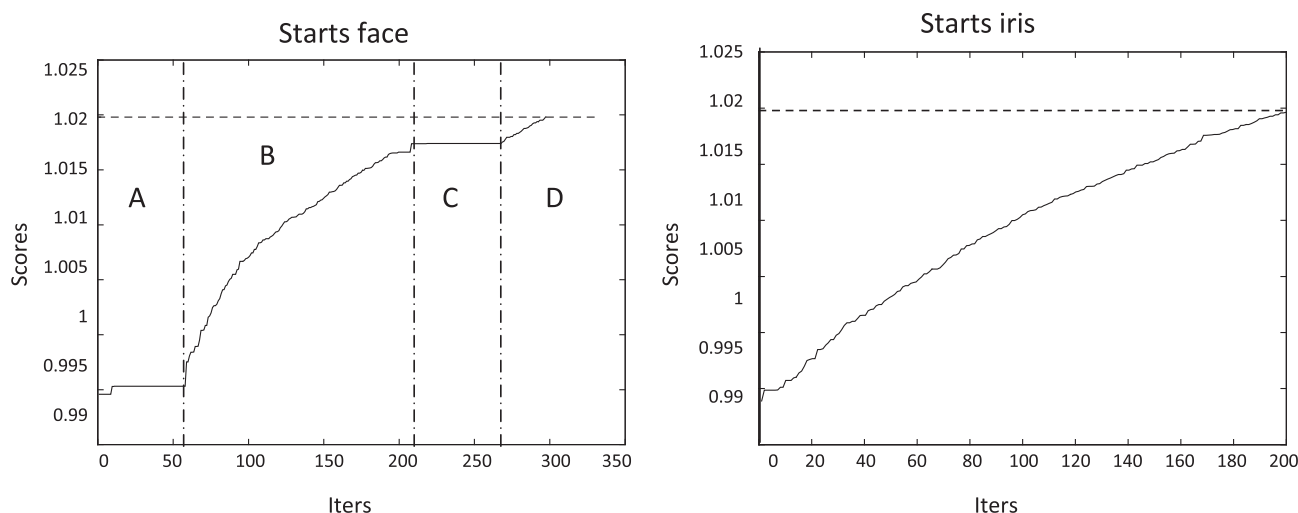 Starts face
1.025
1.02
1.015
1.01
1.005
1
0.995
0.99
Scores
A
B
C
D
0 50 100 150 200 250 300 350
Iters
Starts iris
1.025
1.02
1.015
1.01
1.005
1
0.995
0.99
Scores
0 20 40 60 80 100 120 140 160 180 200
Iters